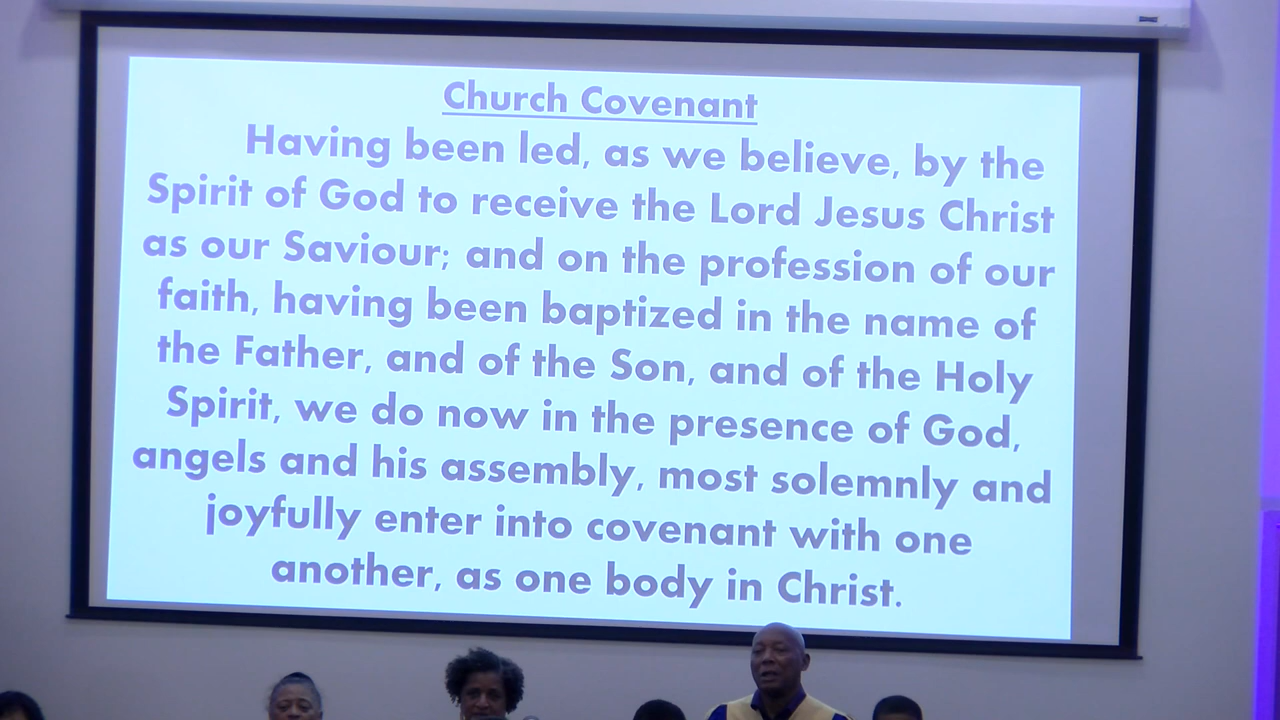 Church Covenant
Having been led, as we believe, by the
Spirit of God to receive the Lord Jesus Christ
as our Saviour; and on the profession of our
faith, having been baptized in the name of
the Father, and of the Son, and of the Holy
Spirit, we do now in the presence of God,
angels and his assembly, most solemnly and
joyfully enter into covenant with one
another, as one body in Christ.